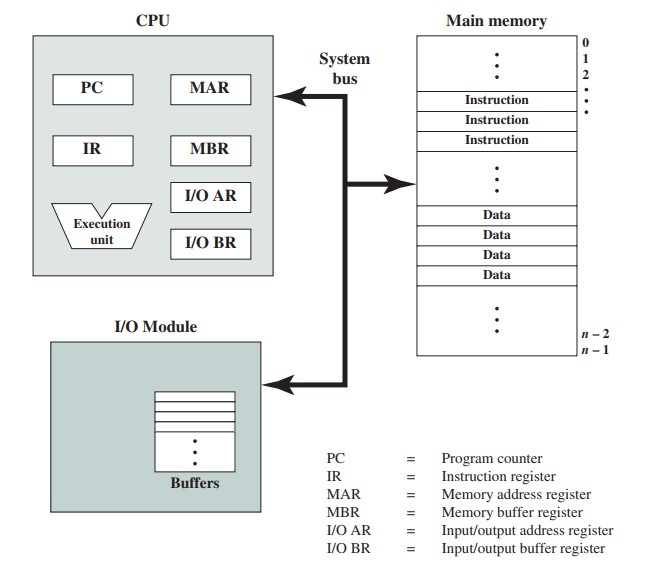 CPU
Main memory
System
bus
PC
MAR
IR
MBR
I/O AR
Execution
unit
I/O BR
0
1
2
Instruction
Instruction
Instruction
Data
Data
Data
Data
n – 2
n – 1
I/O Module
Buffers
PC = Program counter
IR = Instruction register
MAR = Memory address register
MBR = Memory buffer register
I/O AR = Input/output address register
I/O BR = Input/output buffer register